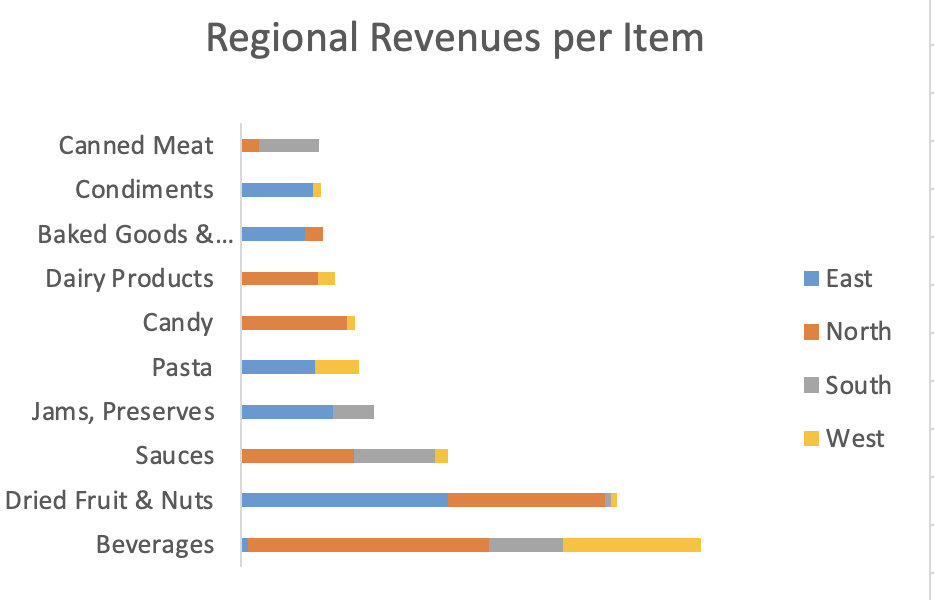 Regional Revenues per Item
Canned Meat
Condiments
Baked Goods &...
Dairy Products
Candy
Pasta
Jams, Preserves
Sauces
Dried Fruit & Nuts
Beverages
East
North
South
West